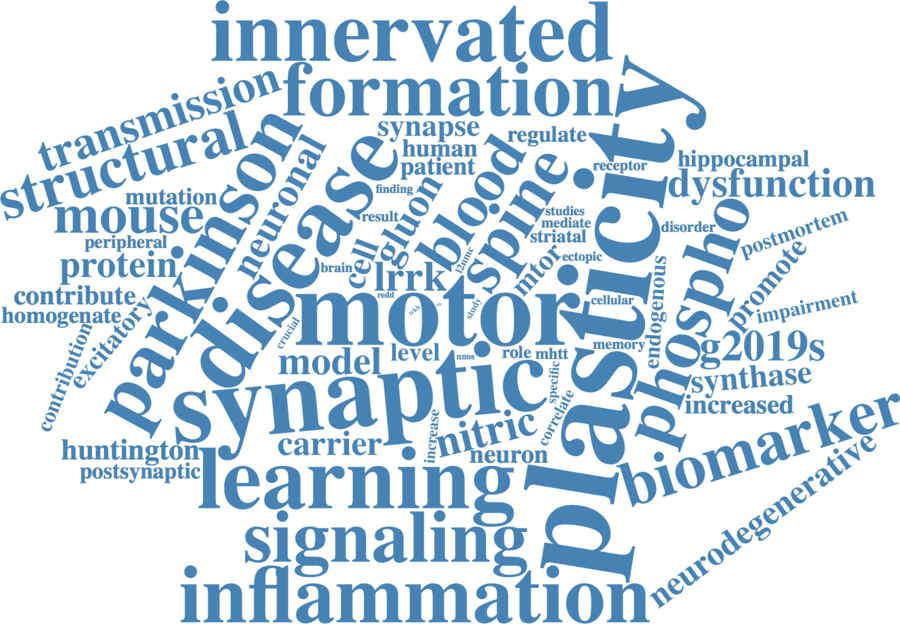 innervated
formation
transmission
structural
synapse
regulate
human
patient
receptor
hippocampal
dysfunction
parkinson
neuronal
disease
finding
gluon
blood
spine
plasticity
mutation
mouse
peripheral
protein
contribute
homogenate
result
cell
studies
mediate
striatal
disorder
phospho
postmortem
brain
lrrk
l2nmc
mtor
ectopic
promote
endogenous
impairment
redd
motor
study
cellular
contribution
excitatory
crucial
model
level
nnos
role
mhtt
memory
g2019s
synthase
increased
synaptic
specific
correlate
huntington
postsynaptic
carrier
increase
nitric
neuron
learning
biomarker
neurodegenerative
signaling
inflammation